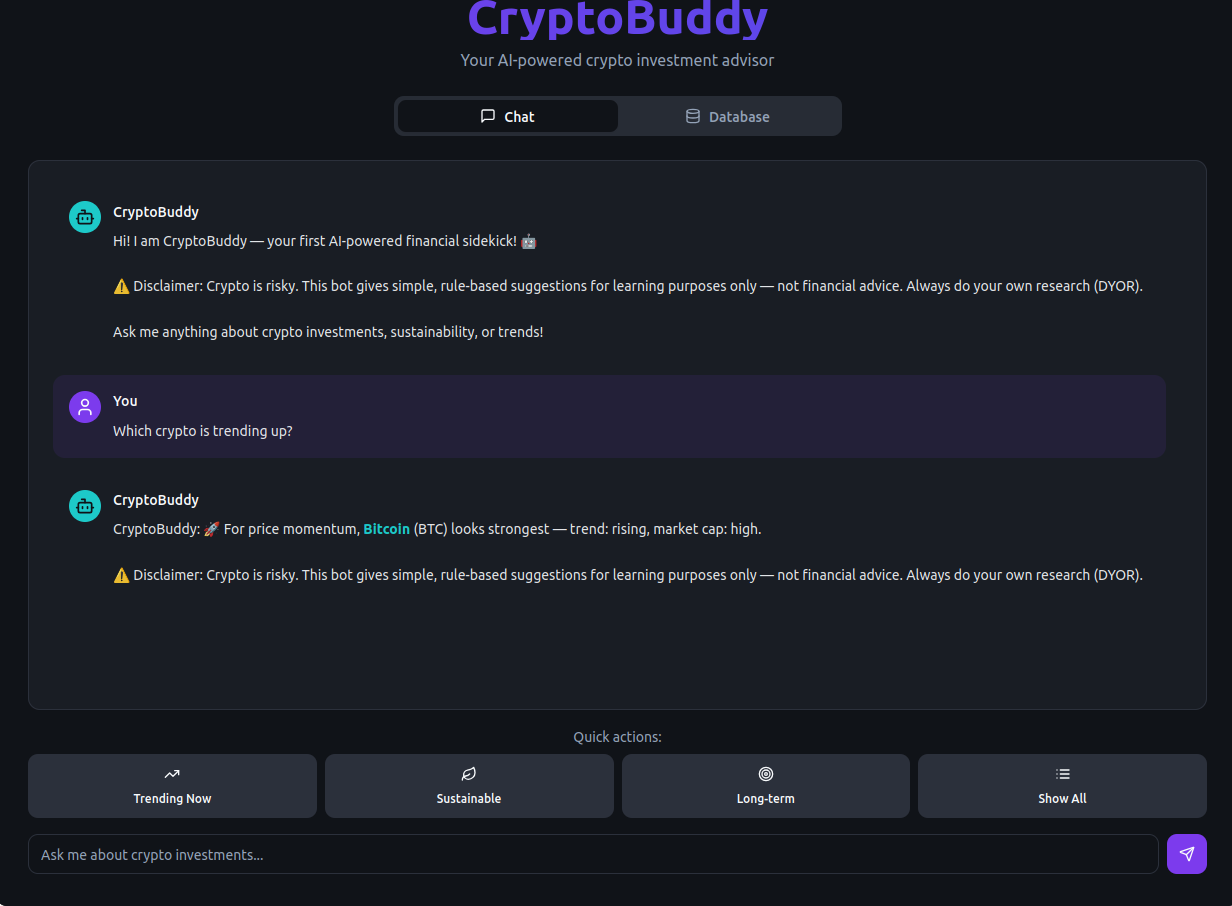 CryptoBuddy
Your AI-powered crypto investment advisor
Chat
Database
CryptoBuddy
Hi! I am CryptoBuddy — your first AI-powered financial sidekick! 🤖
⚠️ Disclaimer: Crypto is risky. This bot gives simple, rule-based suggestions for learning purposes only — not financial advice. Always do your own research (DYOR).
Ask me anything about crypto investments, sustainability, or trends!
You
Which crypto is trending up?
CryptoBuddy
CryptoBuddy: 🚀 For price momentum, Bitcoin (BTC) looks strongest — trend: rising, market cap: high.
⚠️ Disclaimer: Crypto is risky. This bot gives simple, rule-based suggestions for learning purposes only — not financial advice. Always do your own research (DYOR).
Quick actions:
Trending Now
Sustainable
Long-term
Show All
Ask me about crypto investments...